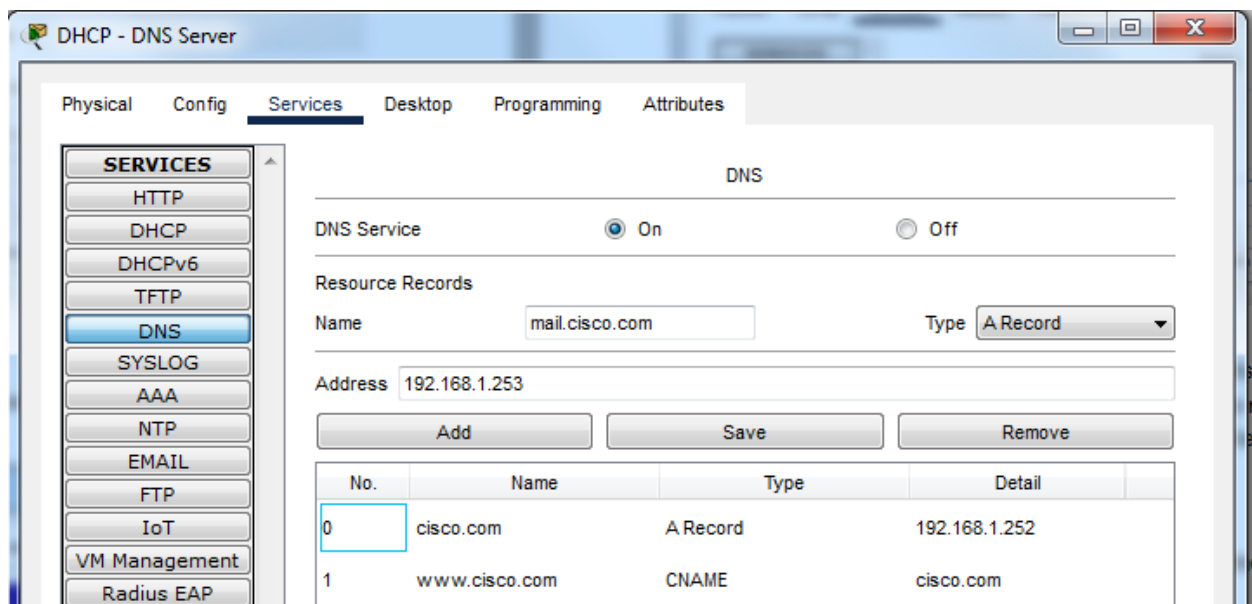 DHCP - DNS Server
Physical Config Services Desktop Programming Attributes
SERVICES
HTTP
DHCP
DHCPv6
TFTP
DNS
SYSLOG
AAA
NTP
EMAIL
FTP
IoT
VM Management
Radius EAP
DNS
DNS Service On Off
Resource Records
Name mail.cisco.com Type A Record
Address 192.168.1.253
Add Save Remove
No. Name Type Detail
0 cisco.com A Record 192.168.1.252
1 www.cisco.com CNAME cisco.com